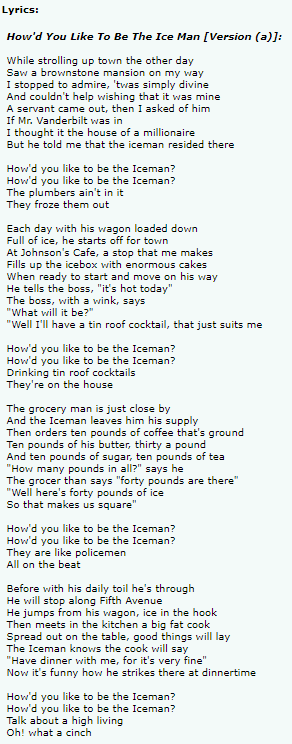 Lyrics:
How'd You Like To Be The Ice Man [Version (a)]:
While strolling up town the other day
Saw a brownstone mansion on my way
I stopped to admire, 'twas simply divine
And couldn't help wishing that it was mine
A servant came out, then I asked of him
If Mr. Vanderbilt was in
I thought it the house of a millionaire
But he told me that the iceman resided there
How'd you like to be the Iceman?
How'd you like to be the Iceman?
The plumbers ain't in it
They froze them out
Each day with his wagon loaded down
Full of ice, he starts off for town
At Johnson's Cafe, a stop that me makes
Fills up the icebox with enormous cakes
When ready to start and move on his way
He tells the boss, "it's hot today"
The boss, with a wink, says
"What will it be?"
"Well I'll have a tin roof cocktail, that just suits me
How'd you like to be the Iceman?
How'd you like to be the Iceman?
Drinking tin roof cocktails
They're on the house
The grocery man is just close by
And the Iceman leaves him his supply
Then orders ten pounds of coffee that's ground
Ten pounds of his butter, thirty a pound
And ten pounds of sugar, ten pounds of tea
"How many pounds in all?" says he
The grocer than says "forty pounds are there"
"Well here's forty pounds of ice
So that makes us square"
How'd you like to be the Iceman?
How'd you like to be the Iceman?
They are like policemen
All on the beat
Before with his daily toil he's through
He will stop along Fifth Avenue
He jumps from his wagon, ice in the hook
Then meets in the kitchen a big fat cook
Spread out on the table, good things will lay
The Iceman knows the cook will say
"Have dinner with me, for it's very fine"
Now it's funny how he strikes there at dinnertime
How'd you like to be the Iceman?
How'd you like to be the Iceman?
Talk about a high living
Oh! what a cinch